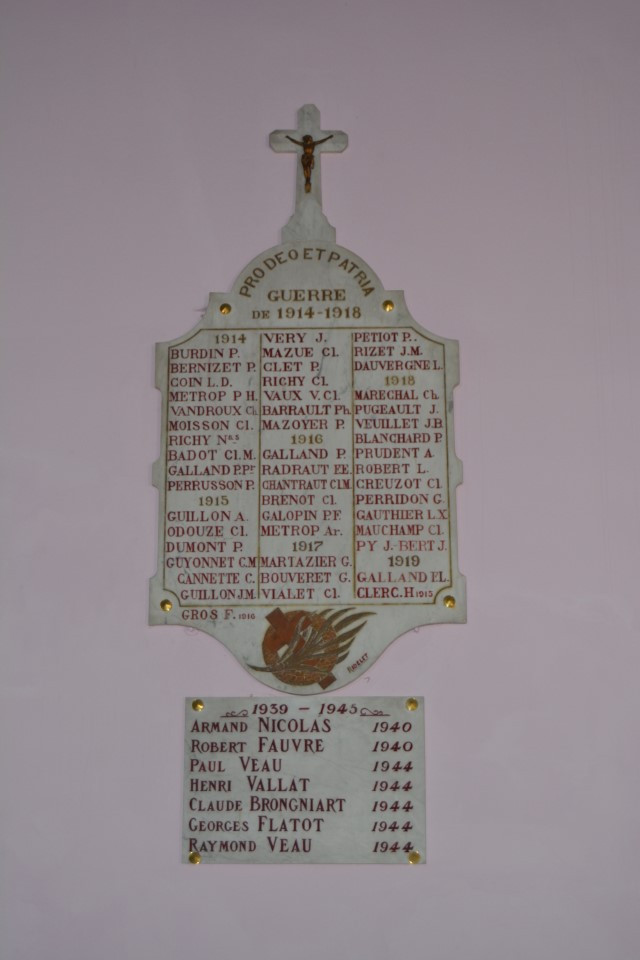 PRO DEO ET PATRIA
GUERRE
DE 1914-1918
1914
BURDIN P.
BERNIZET P.
COIN L.D.
METROP P H.
VANDROUX Ch.
MOISSON Cl.
RICHY Nas
BADOT Cl.M.
GALLAND P.Pre
PERRUSSON P.
1915
GUILLON A.
ODOUZE Cl.
DUMONT P.
GUYONNET C.M
CANNETTE C.
GUILLON J.M.
GROS F. 1916
VERY J.
MAZUE Cl.
CLET P.
RICHY Cl.
VAUX V. Cl.
BARRAULT Ph.
MAZOYER P.
1916
GALLAND P.
RADRAUT P.E.
CHANTRAUT Cl.M.
BRENOT Cl.
GALOPIN P.F
METROP Ar.
1917
MARTAZIER G.
BOUVERET G.
VIALET Cl.
PETIOT P..
RIZET J.M.
DAUVERGNE L.
1918
MARECHAL Ch.
PUGEAULT J.
VEUILLET J.B.
BLANCHARD P.
PRUDENT A.
ROBERT L.
CREUZOT Cl.
PERRIDON G.
GAUTHIER L.X.
MAUCHAMP Cl.
PY J.-BERT J.
1919
GALLAND F.L.
CLERC.H 1915
1939 - 1945
ARMAND NICOLAS 1940
ROBERT FAUVRE 1940
PAUL VEAU 1944
HENRI VALLAT 1944
CLAUDE BRONGNIART 1944
GEORGES FLATOT 1944
RAYMOND VEAU 1944